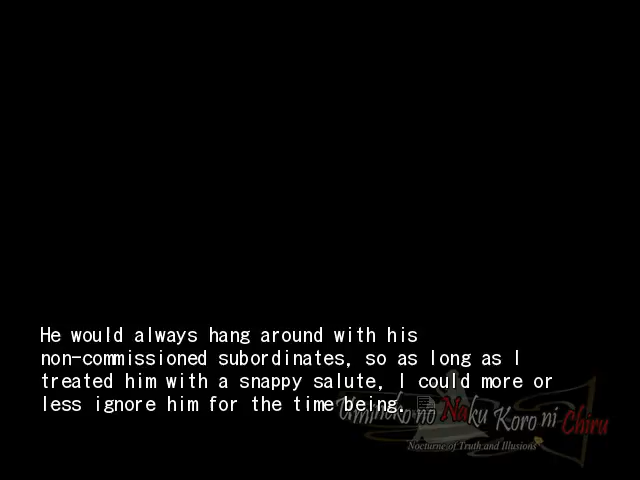 He would always hang around with his
non-commissioned subordinates, so as long as I
treated him with a snappy salute, I could more or
less ignore him for the time being.
Umineko no Naku Koro ni Chiru
Nocturne of Truth and Illusions